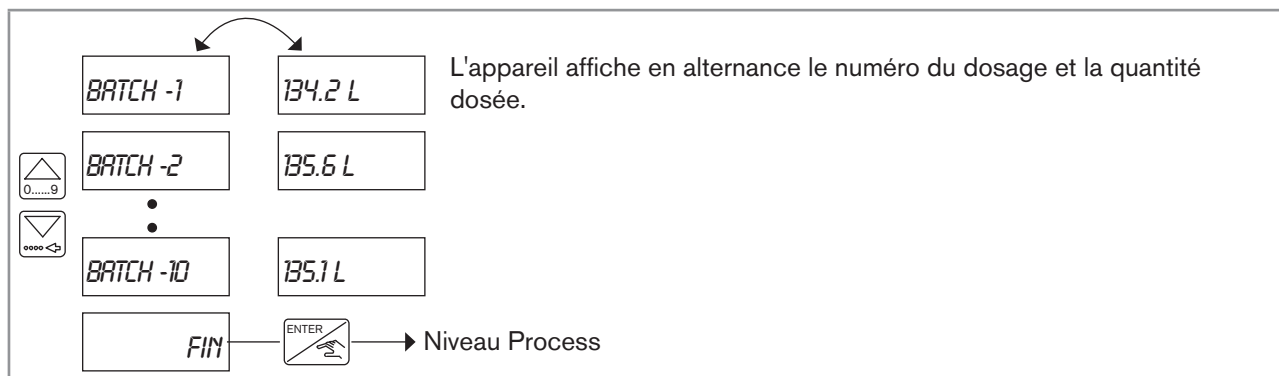 BATCH -1
134.2 L
L'appareil affiche en alternance le numéro du dosage et la quantité
dosée.
BATCH -2
135.6 L
0......9
BATCH -10
135.1 L
FIN
ENTER
Niveau Process